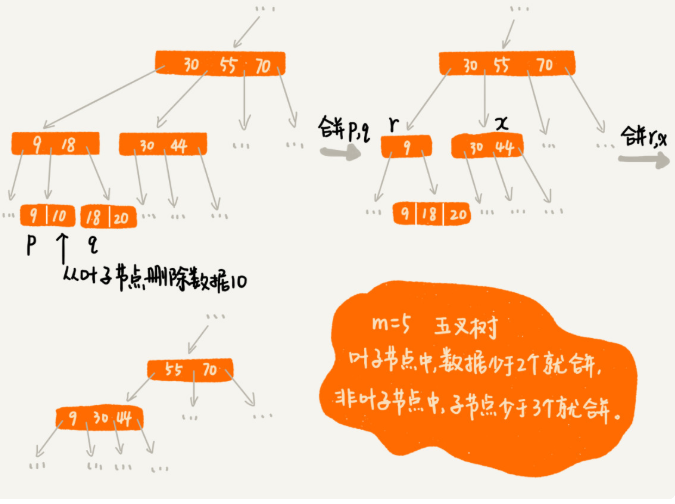 ... ...
30 55 70 30 55 70
合并p,q r x 合并r,x
9 18 30 44 ... ... 9 30 44 ... ...
... 9 10 18 20 ... ... ... ... 9 18 20 ... ... ...
p q
从叶子节点删除数据10
...
55 70
9 30 44 ... ...
... ... ... ...
m=5 五叉树
叶子节点中,数据少于2个就合并,
非叶子节点中,子节点少于3个就合并。